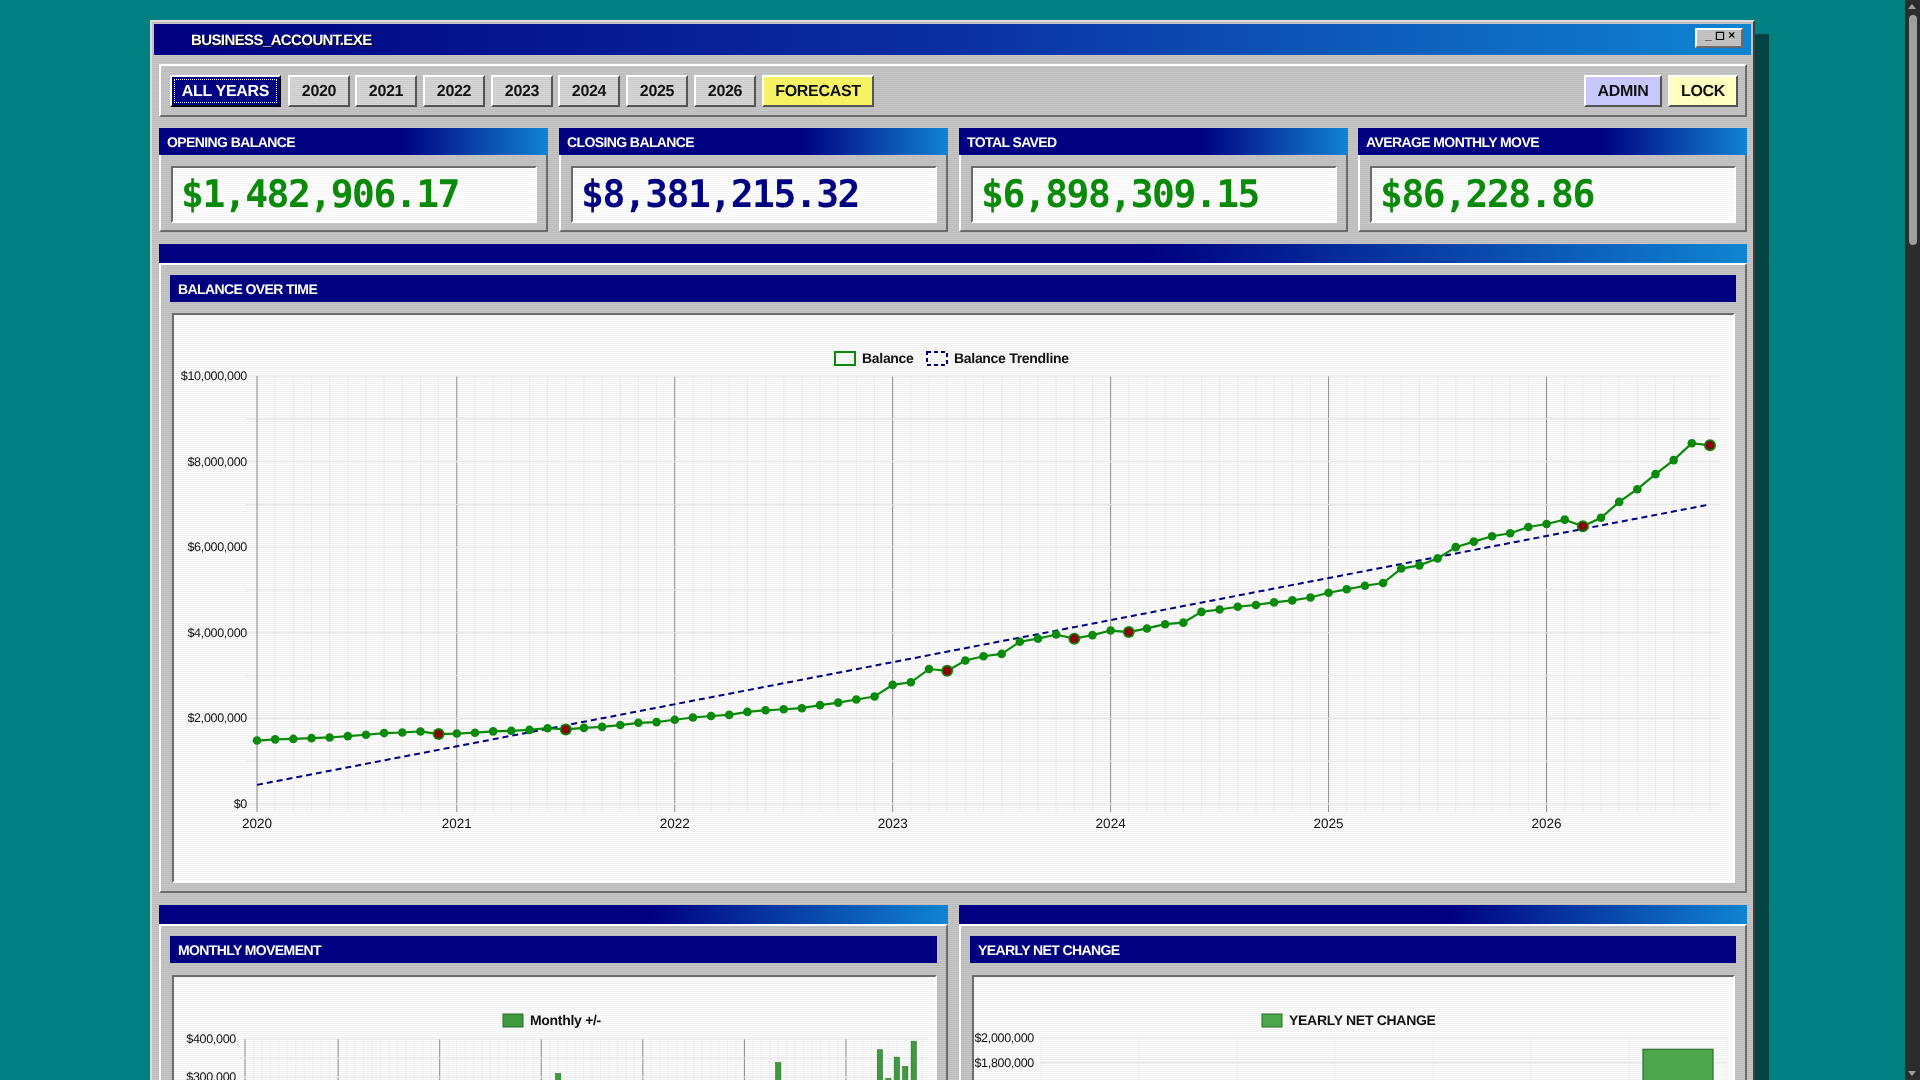 BUSINESS_ACCOUNT.EXE
ALL YEARS 2020 2021 2022 2023 2024 2025 2026 FORECAST ADMIN LOCK
OPENING BALANCE
$1,482,906.17
CLOSING BALANCE
$8,381,215.32
TOTAL SAVED
$6,898,309.15
AVERAGE MONTHLY MOVE
$86,228.86
BALANCE OVER TIME
Balance Balance Trendline
$10,000,000
$8,000,000
$6,000,000
$4,000,000
$2,000,000
$0
2020 2021 2022 2023 2024 2025 2026
MONTHLY MOVEMENT
Monthly +/-
$400,000
$300,000
YEARLY NET CHANGE
YEARLY NET CHANGE
$2,000,000
$1,800,000